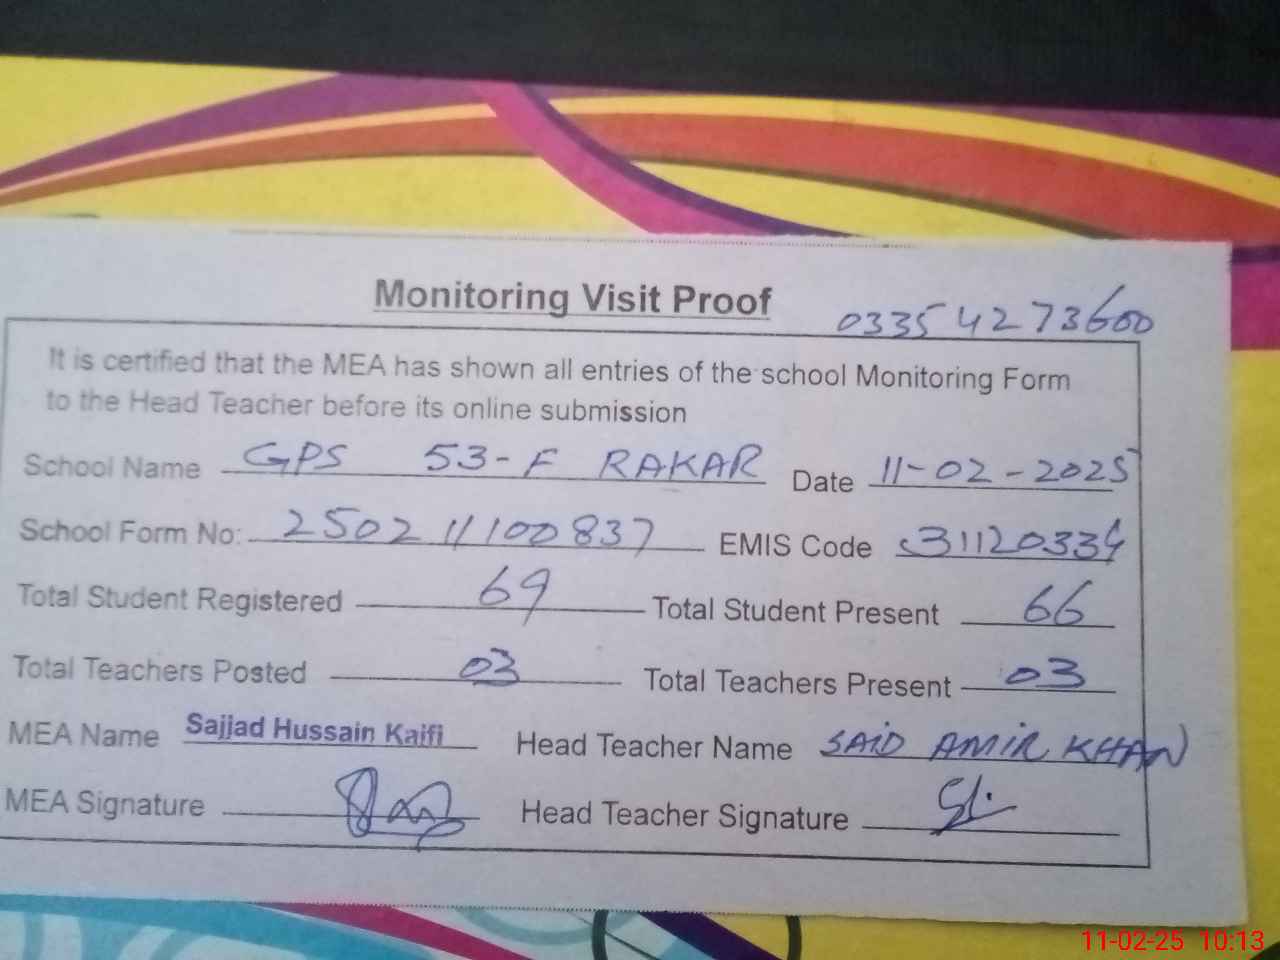 Monitoring Visit Proof 03354273600
It is certified that the MEA has shown all entries of the school Monitoring Form
to the Head Teacher before its online submission
School Name GPS 53-F RAKAR Date 11-02-2025
School Form No: 250211100837 EMIS Code 31120334
Total Student Registered 69 Total Student Present 66
Total Teachers Posted 03 Total Teachers Present 03
MEA Name Sajjad Hussain Kaifi Head Teacher Name SAID AMIR KHAN
MEA Signature Head Teacher Signature
11-02-25 10:13